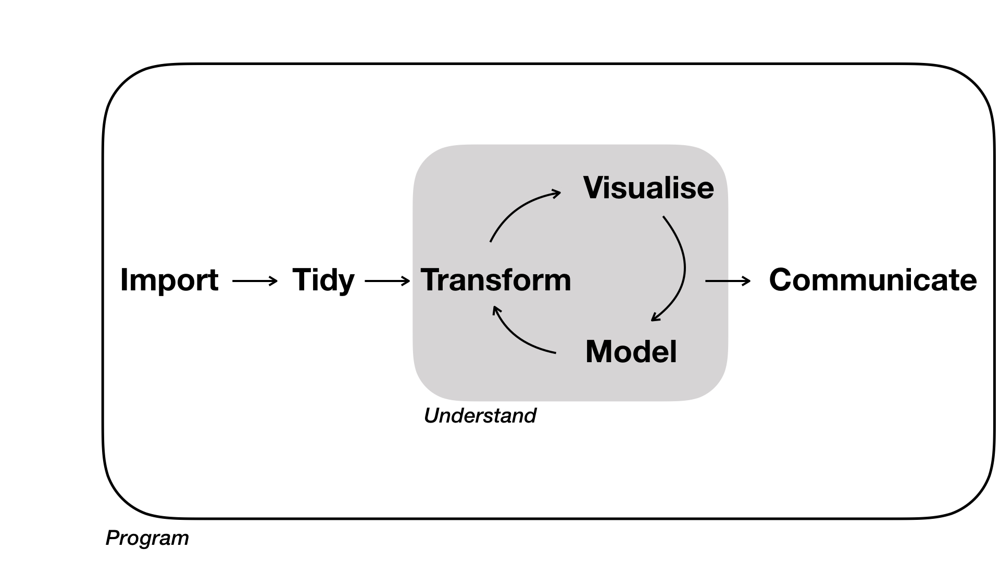 Visualise
Import
Tidy
Transform
Communicate
Model
Understand
Program